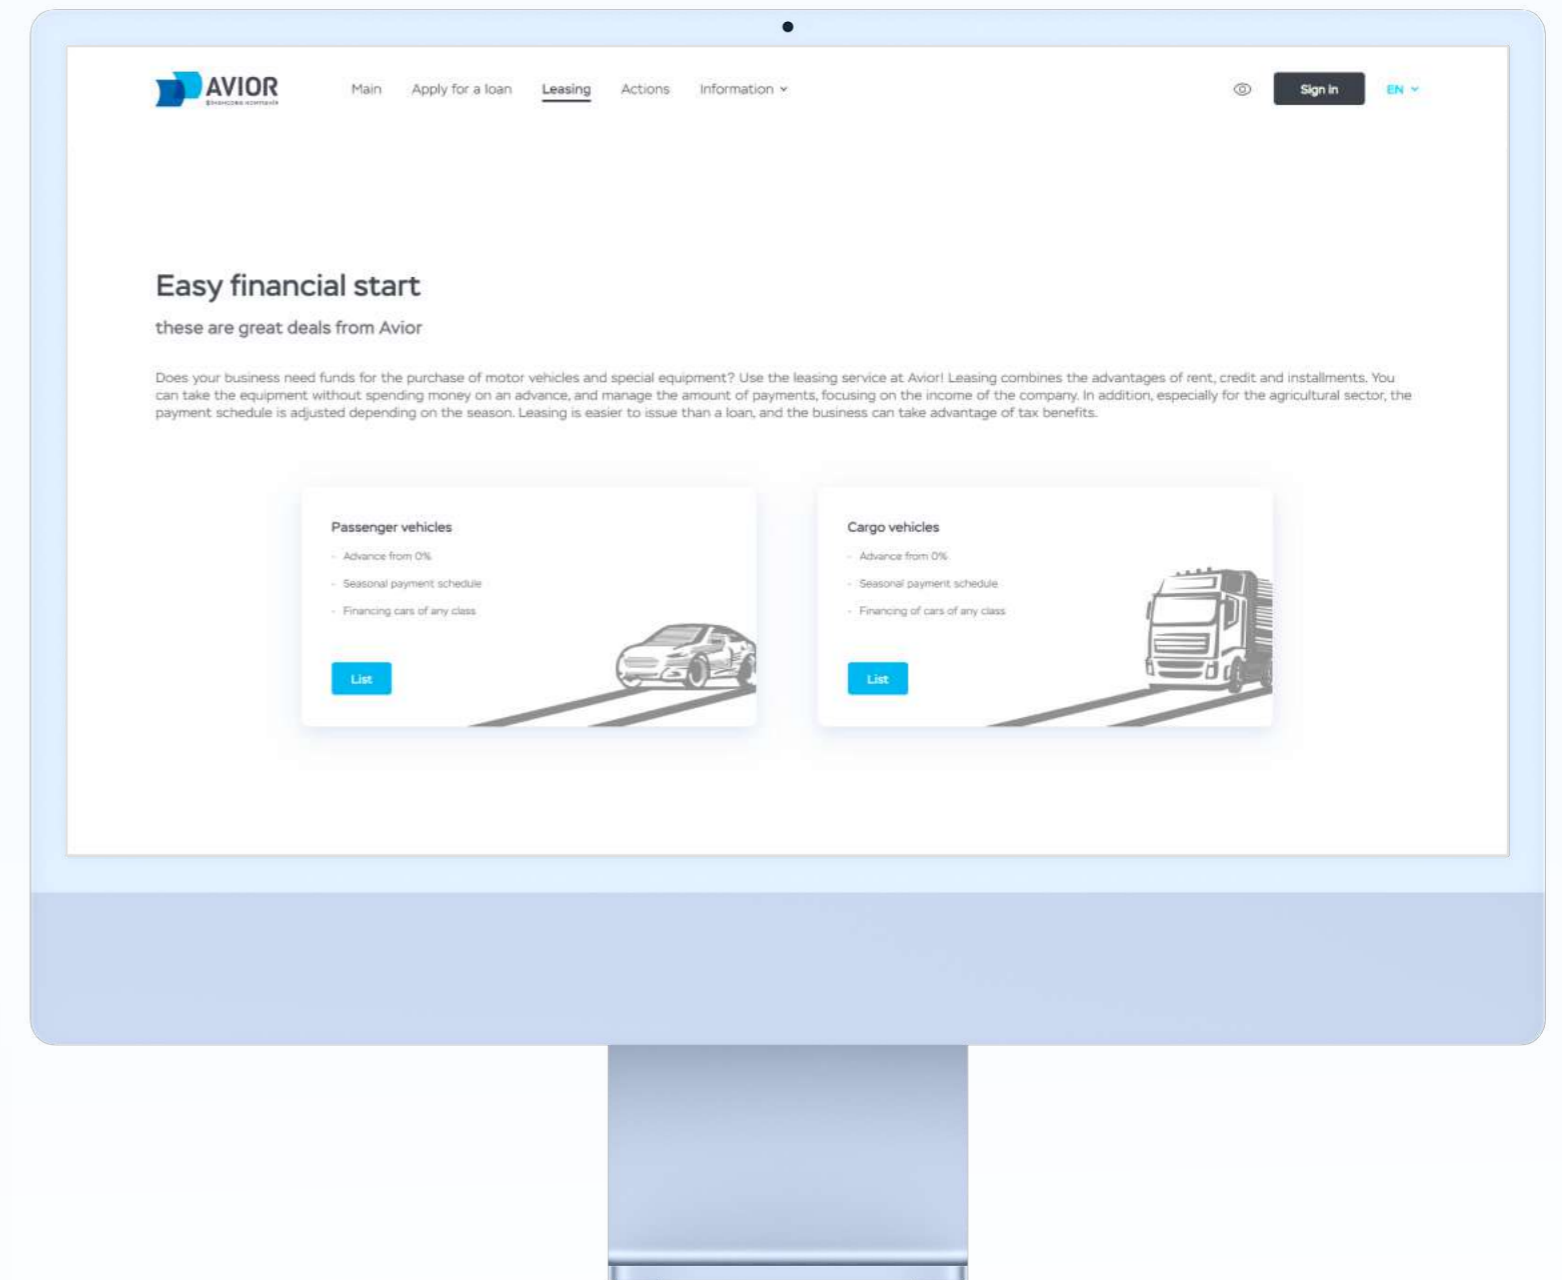 AVIOR
фінансова компанія
Main Apply for a loan Leasing Actions Information
Sign in EN
Easy financial start
these are great deals from Avior
Does your business need funds for the purchase of motor vehicles and special equipment? Use the leasing service at Avior! Leasing combines the advantages of rent, credit and installments. You
can take the equipment without spending money on an advance, and manage the amount of payments, focusing on the income of the company. In addition, especially for the agricultural sector, the
payment schedule is adjusted depending on the season. Leasing is easier to issue than a loan, and the business can take advantage of tax benefits.
Passenger vehicles
- Advance from 0%
- Seasonal payment schedule
- Financing cars of any class
List
Cargo vehicles
- Advance from 0%
- Seasonal payment schedule
- Financing of cars of any class
List